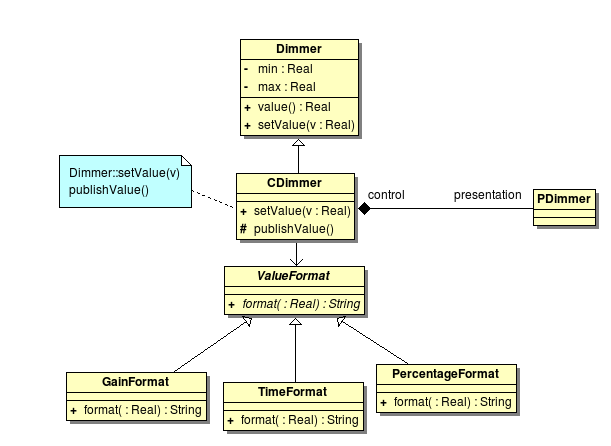 Dimmer
- min : Real
- max : Real
+ value() : Real
+ setValue(v : Real)
Dimmer::setValue(v)
publishValue()
CDimmer
+ setValue(v : Real)
# publishValue()
control
presentation
PDimmer
ValueFormat
+ format( : Real) : String
GainFormat
+ format( : Real) : String
TimeFormat
+ format( : Real) : String
PercentageFormat
+ format( : Real) : String